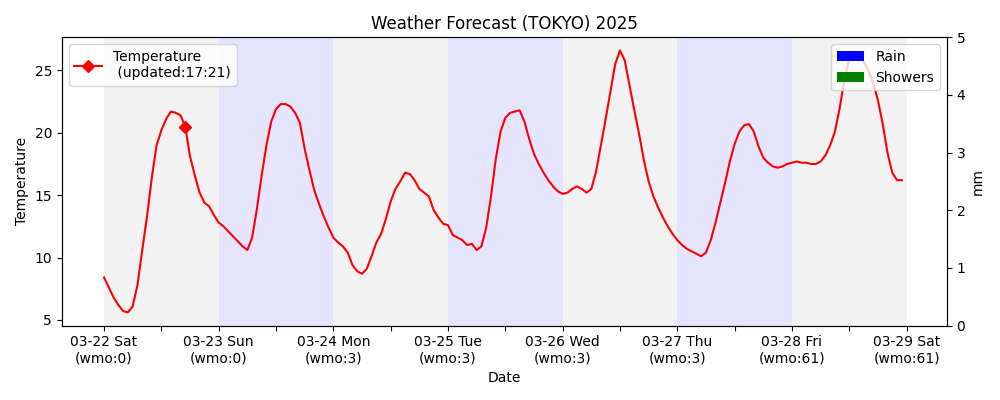 Weather Forecast (TOKYO) 2025
Temperature
(updated:17:21)
Rain
Showers
25
20
15
10
5
Temperature
5
4
3
2
1
0
mm
03-22 Sat
(wmo:0)
03-23 Sun
(wmo:0)
03-24 Mon
(wmo:3)
03-25 Tue
(wmo:3)
03-26 Wed
(wmo:3)
03-27 Thu
(wmo:3)
03-28 Fri
(wmo:61)
03-29 Sat
(wmo:61)
Date